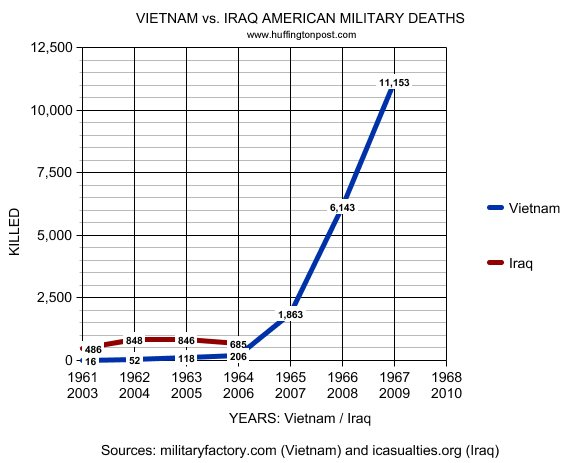 VIETNAM vs. IRAQ AMERICAN MILITARY DEATHS
www.huffingtonpost.com
12,500
11,153
10,000
7,500
6,143
KILLED
Vietnam
5,000
Iraq
2,500
1,863
486 848 846 685
16 52 118 206
0
1961 1962 1963 1964 1965 1966 1967 1968
2003 2004 2005 2006 2007 2008 2009 2010
YEARS: Vietnam / Iraq
Sources: militaryfactory.com (Vietnam) and icasualties.org (Iraq)